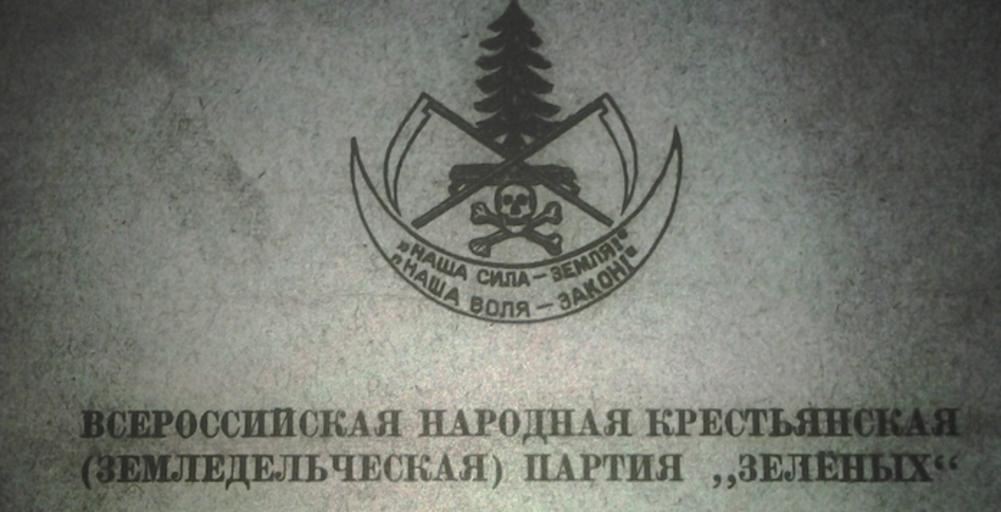 „НАША СИЛА — ЗЕМЛЯ!“
„НАША ВОЛЯ — ЗАКОН!“
ВСЕРОССИЙСКАЯ НАРОДНАЯ КРЕСТЬЯНСКАЯ
(ЗЕМЛЕДЕЛЬЧЕСКАЯ) ПАРТИЯ „ЗЕЛЁНЫХ“